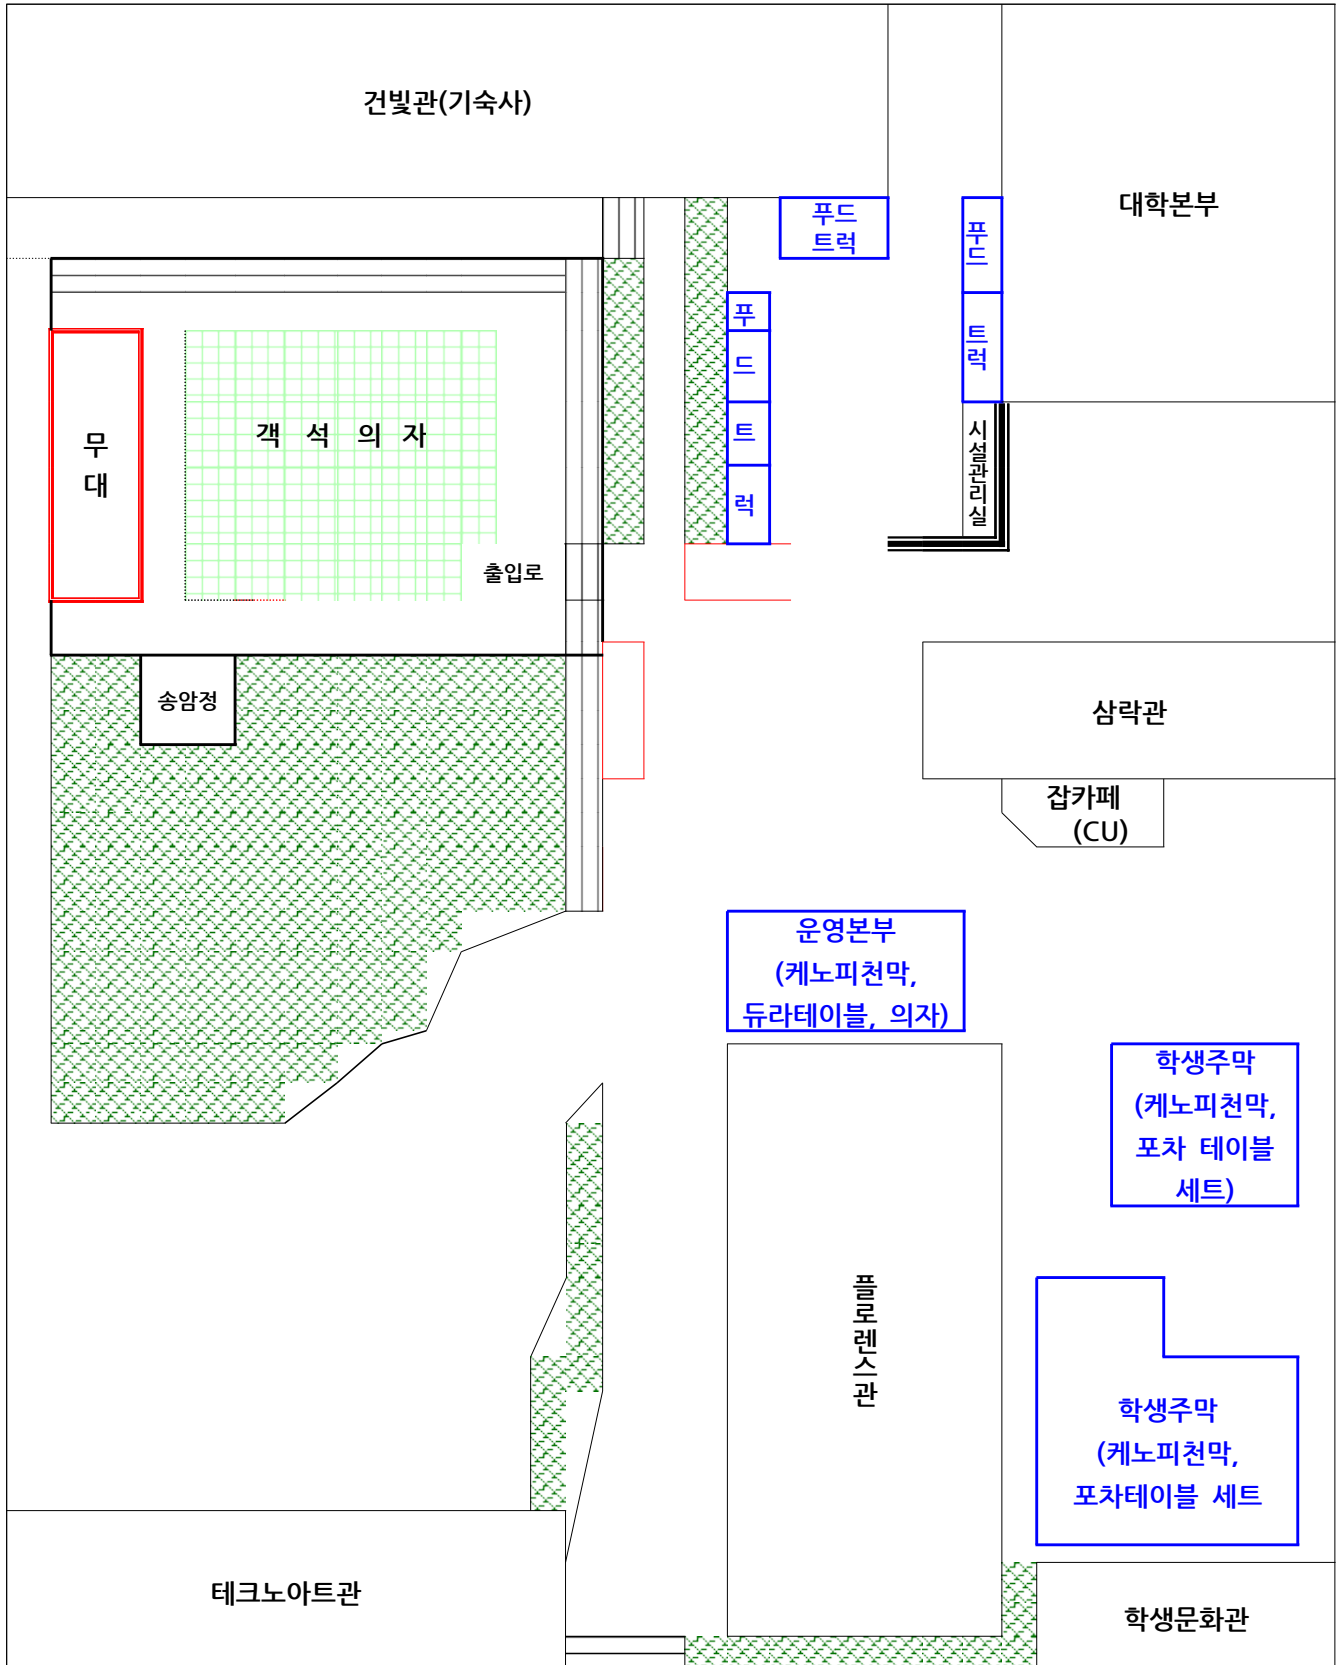 건빛관(기숙사)
대학본부
푸드
트럭
푸드
트럭
푸
드
트
럭
무
대
객 석 의 자
시설관리실
출입로
송암정
삼락관
잡카페
(CU)
운영본부
(케노피천막,
듀라테이블, 의자)
학생주막
(케노피천막,
포차 테이블
세트)
플로렌스관
학생주막
(케노피천막,
포차테이블 세트
테크노아트관
학생문화관